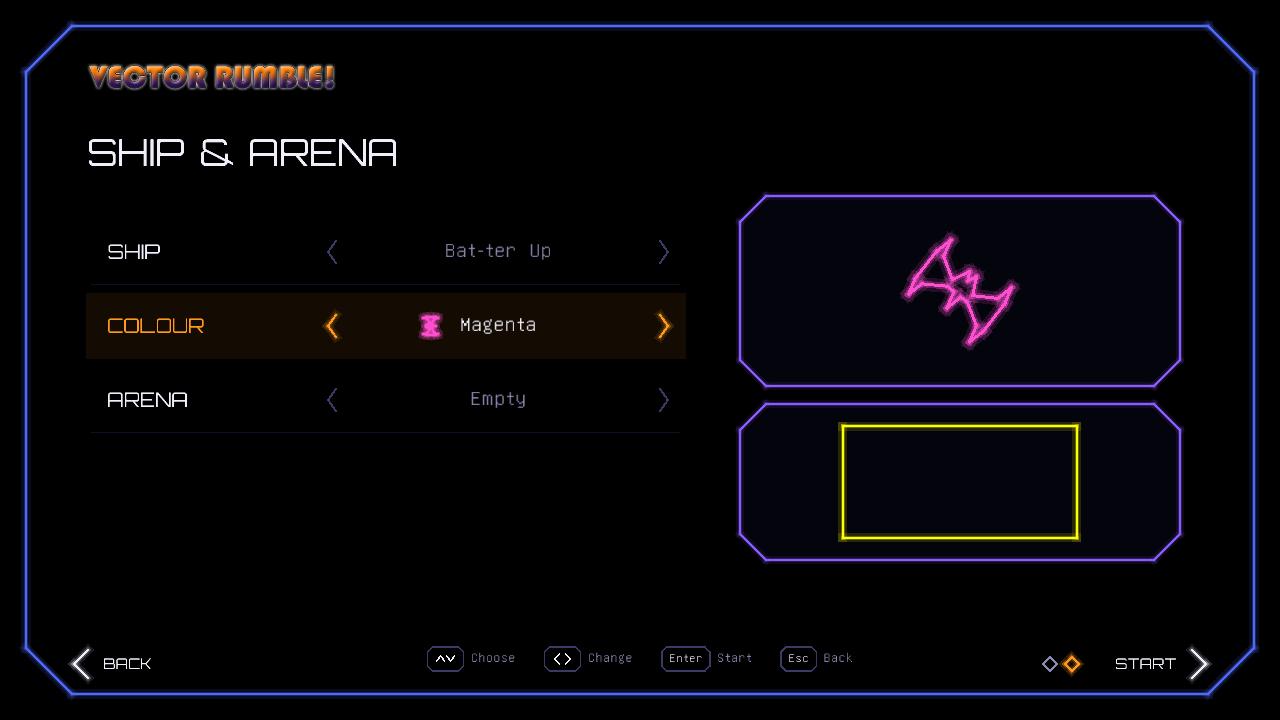 VECTOR RUMBLE!
SHIP & ARENA
SHIP
Bat-ter Up
COLOUR
Magenta
ARENA
Empty
BACK
Choose
Change
Enter Start
Esc Back
START